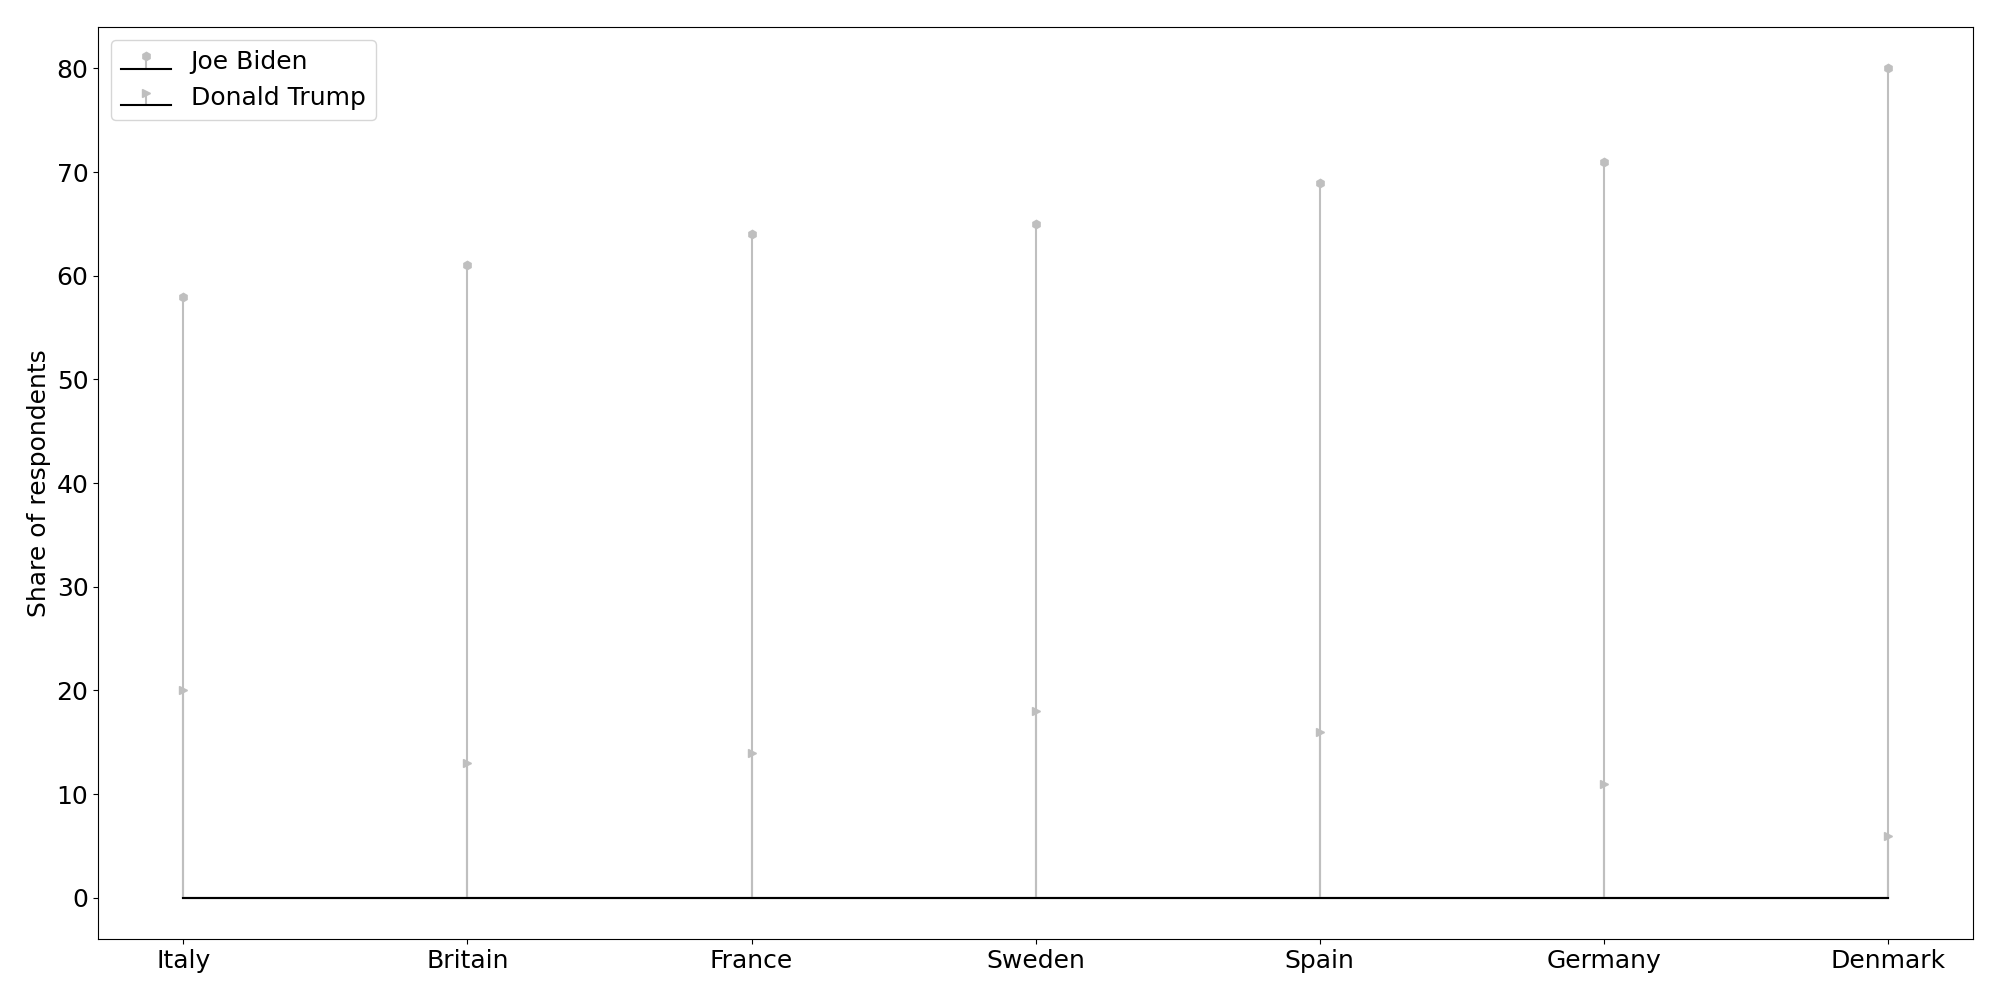 Joe Biden
Donald Trump
Share of respondents
80
70
60
50
40
30
20
10
0
Italy Britain France Sweden Spain Germany Denmark